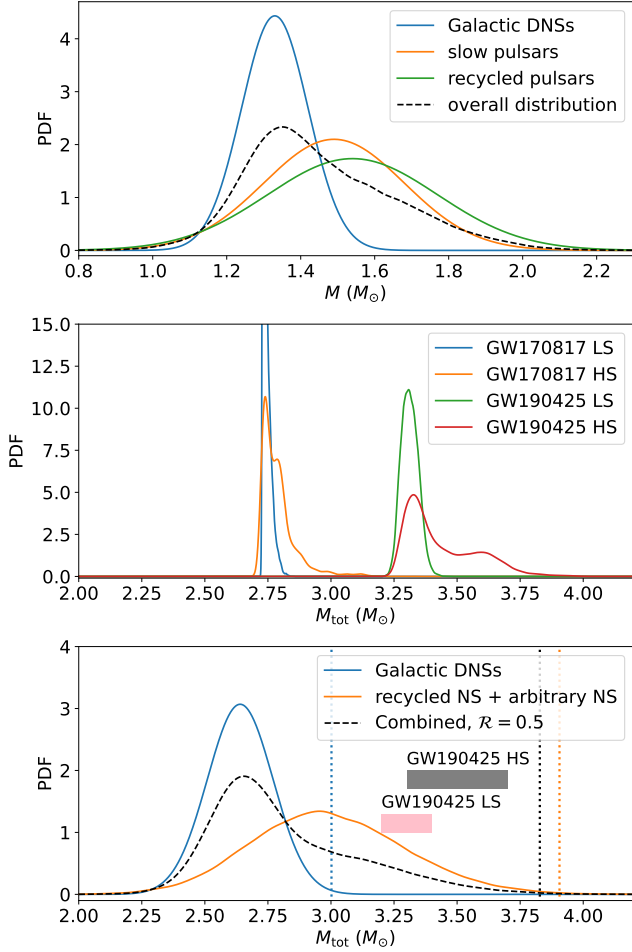 PDF
4
3
2
1
0
Galactic DNSs
slow pulsars
recycled pulsars
overall distribution
0.8 1.0 1.2 1.4 1.6 1.8 2.0 2.2
M (M⊙)
PDF
15.0
12.5
10.0
7.5
5.0
2.5
0.0
GW170817 LS
GW170817 HS
GW190425 LS
GW190425 HS
2.00 2.25 2.50 2.75 3.00 3.25 3.50 3.75 4.00
Mtot (M⊙)
PDF
4
3
2
1
0
Galactic DNSs
recycled NS + arbitrary NS
Combined, ℛ = 0.5
GW190425 HS
GW190425 LS
2.00 2.25 2.50 2.75 3.00 3.25 3.50 3.75 4.00
Mtot (M⊙)